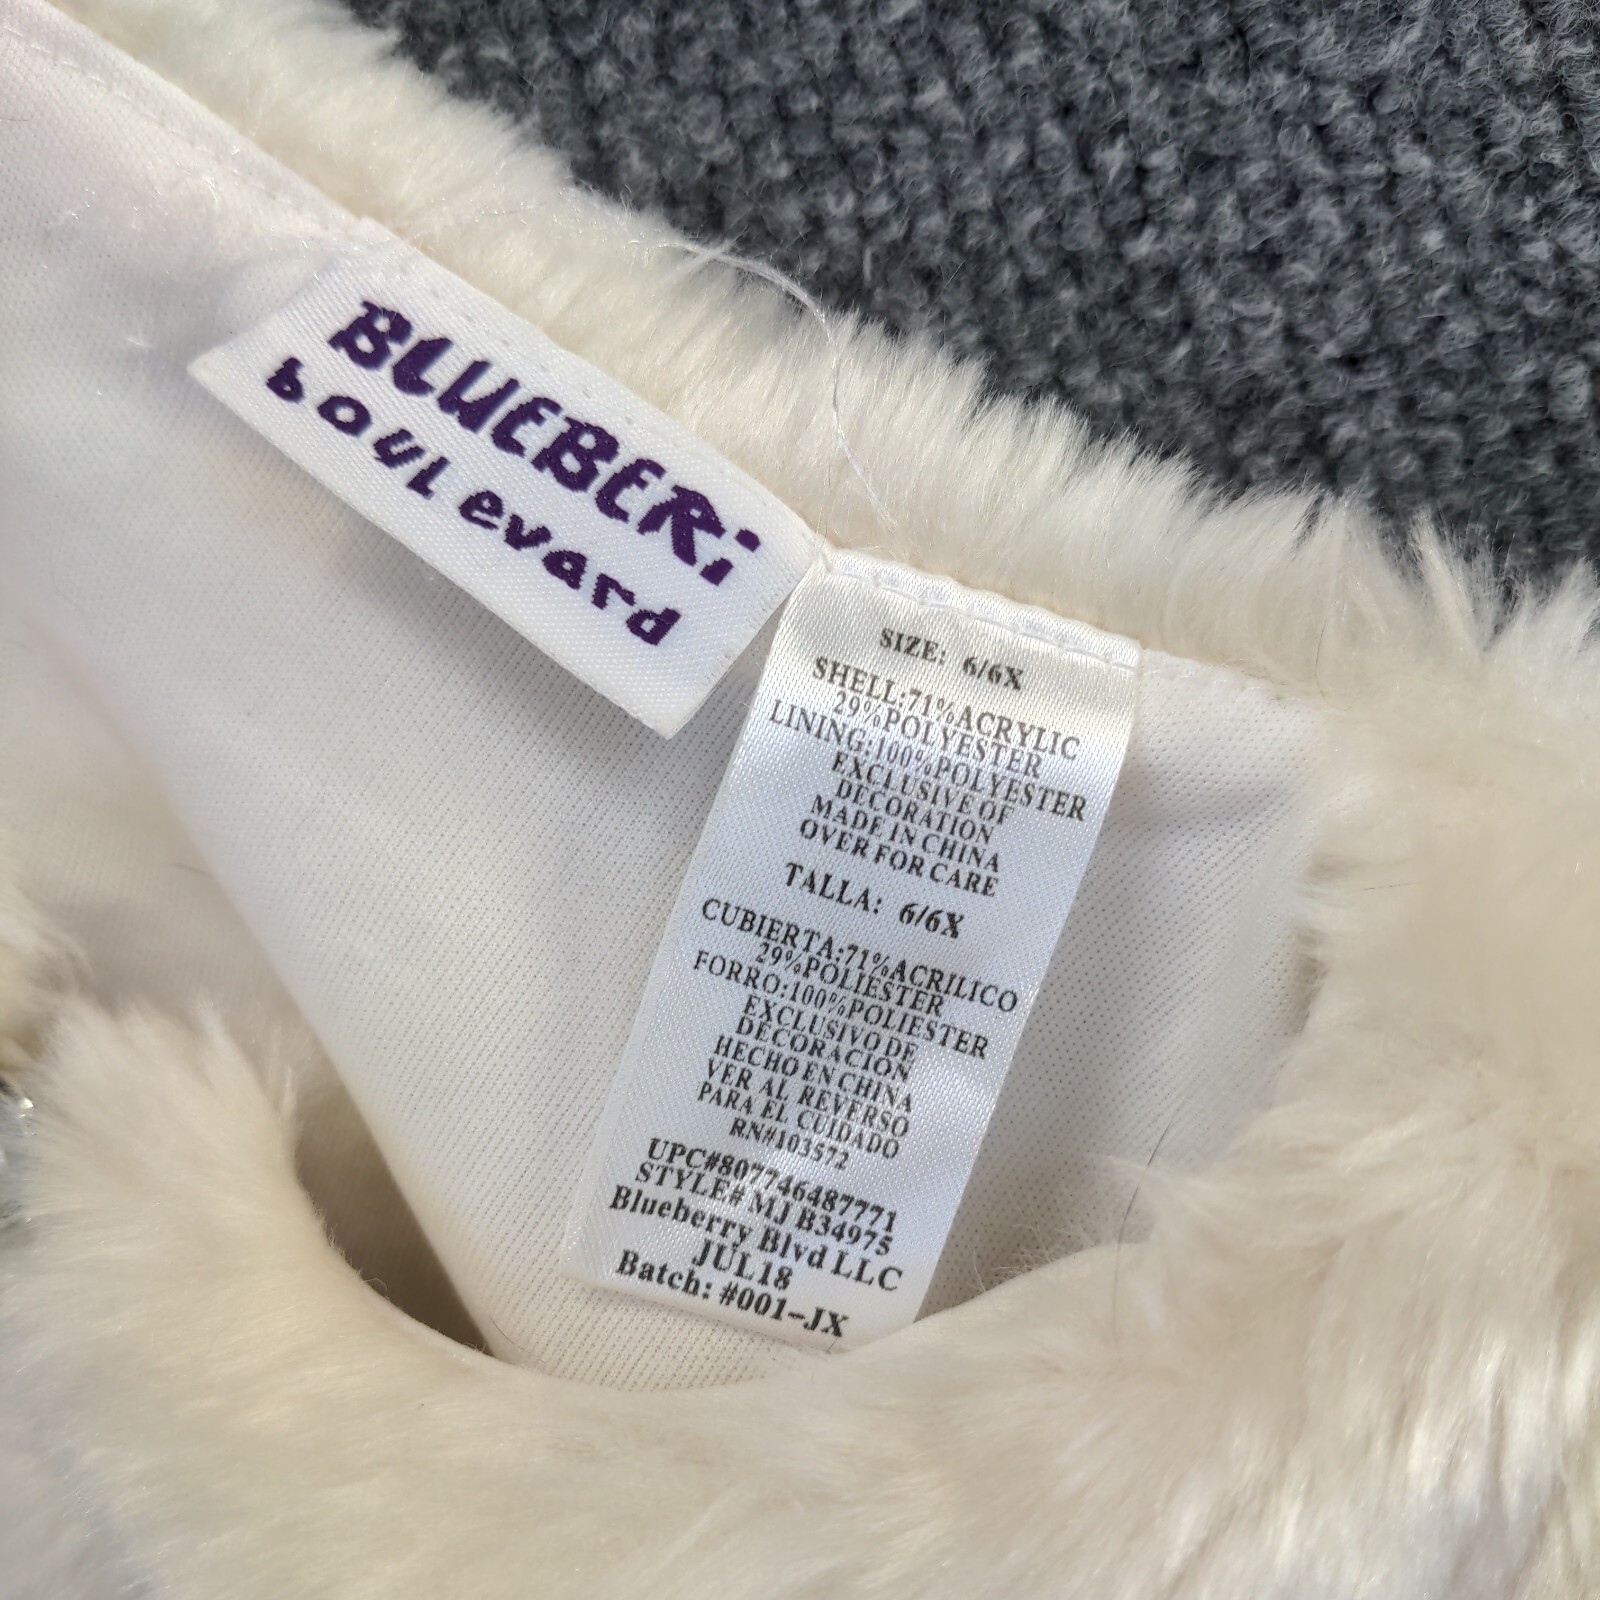 BLUEBERi
boulevard
SIZE: 6/6X
SHELL:71%ACRYLIC
29%POLYESTER
LINING:100%POLYESTER
EXCLUSIVE OF
DECORATION
MADE IN CHINA
OVER FOR CARE
TALLA: 6/6X
CUBIERTA:71%ACRILICO
29%POLIESTER
FORRO:100%POLIESTER
EXCLUSIVO DE
DECORACION
HECHO EN CHINA
VER AL REVERSO
PARA EL CUIDADO
RN#103572
UPC#807746487771
STYLE# MJ B34975
Blueberry Blvd LLC
JUL18
Batch: #001-JX